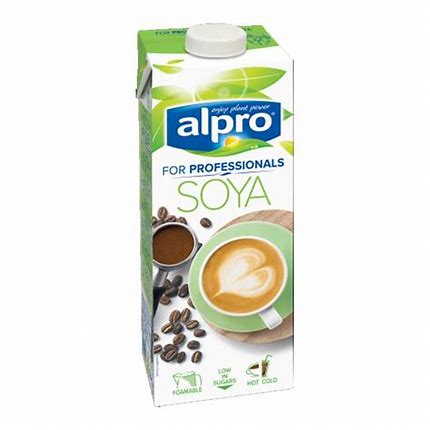 enjoy plant power
alpro
FOR PROFESSIONALS
SOYA
FOAMABLE
LOW
IN
SUGARS
HOT COLD